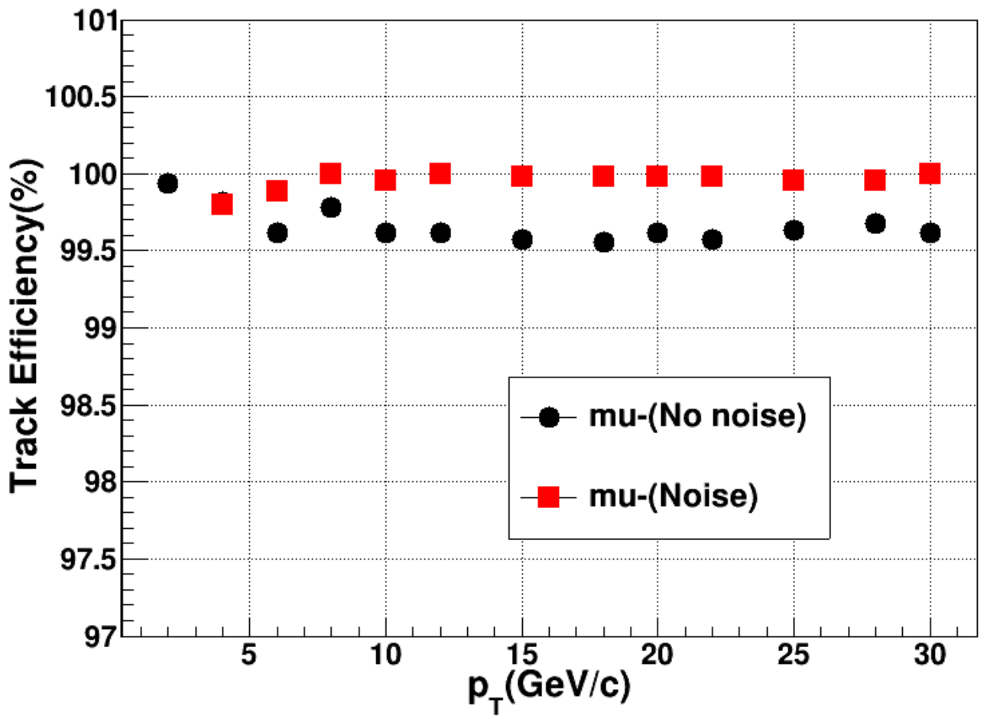 101
100.5
100
99.5
99
98.5
98
97.5
97
Track Efficiency(%)
mu-(No noise)
mu-(Noise)
5 10 15 20 25 30
pT(GeV/c)